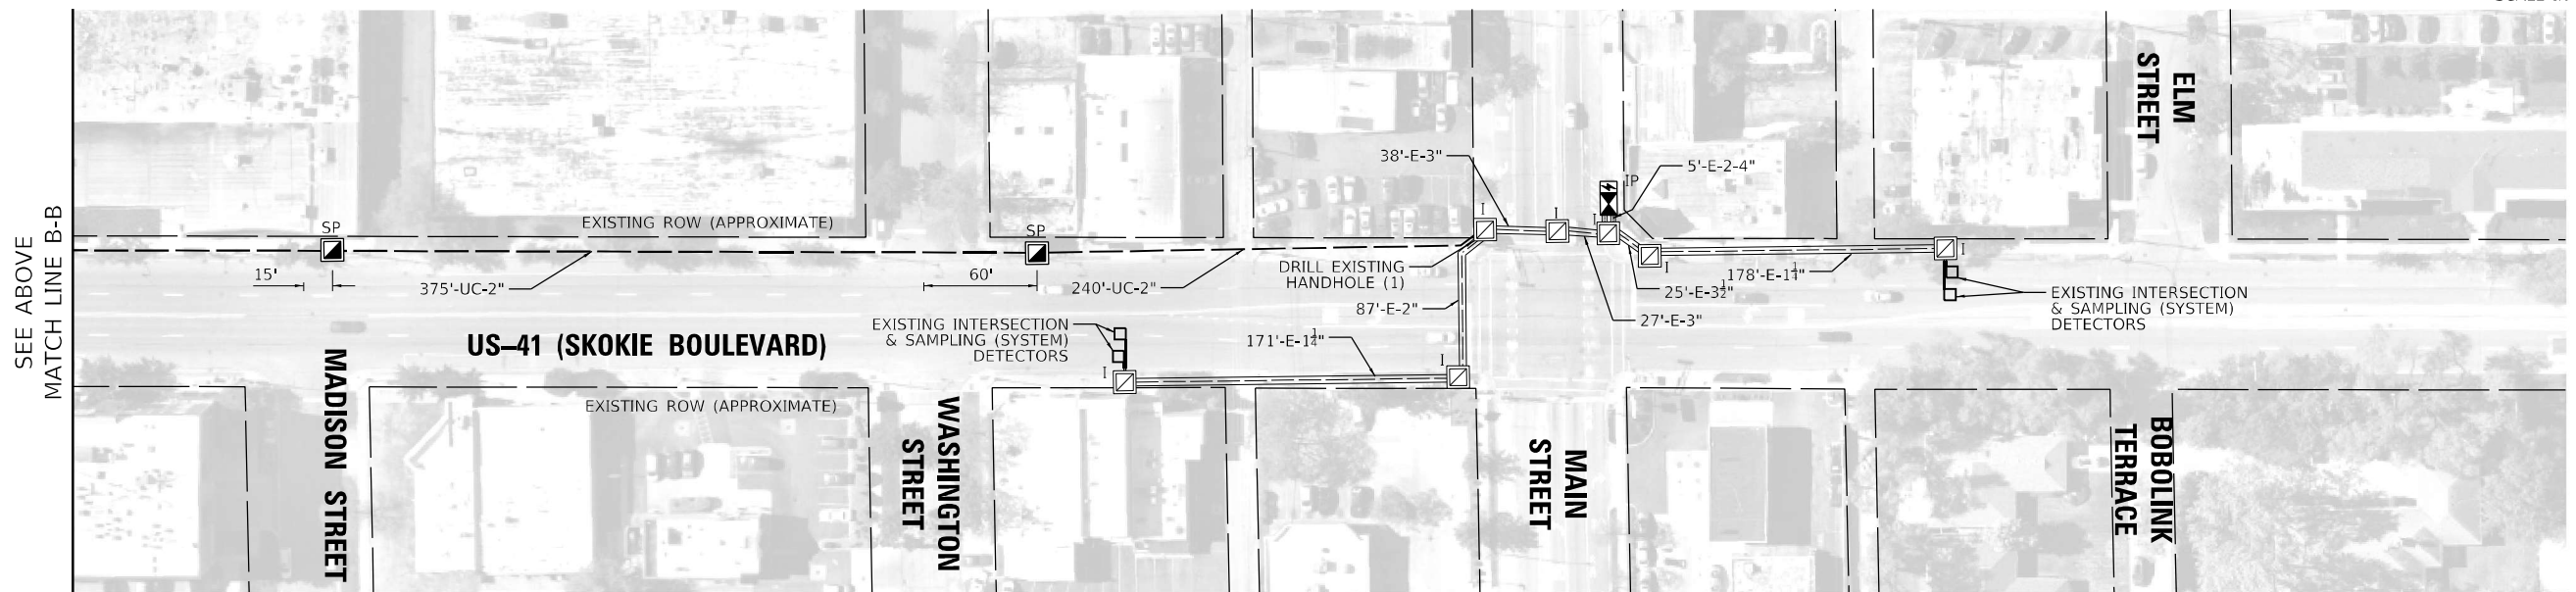 SEE ABOVE
MATCH LINE B-B
SP
15'
375'-UC-2"
EXISTING ROW (APPROXIMATE)
US-41 (SKOKIE BOULEVARD)
EXISTING ROW (APPROXIMATE)
MADISON STREET
WASHINGTON
STREET
SP
60'
240'-UC-2"
EXISTING INTERSECTION
& SAMPLING (SYSTEM)
DETECTORS
I
171'-E-1¼"
I
87'-E-2"
DRILL EXISTING
HANDHOLE (1)
38'-E-3"
I
I
I
IP
5'-E-2-4"
I
25'-E-3½"
27'-E-3"
178'-E-1¼"
I
EXISTING INTERSECTION
& SAMPLING (SYSTEM)
DETECTORS
MAIN
STREET
ELM
STREET
BOBOLINK
TERRACE